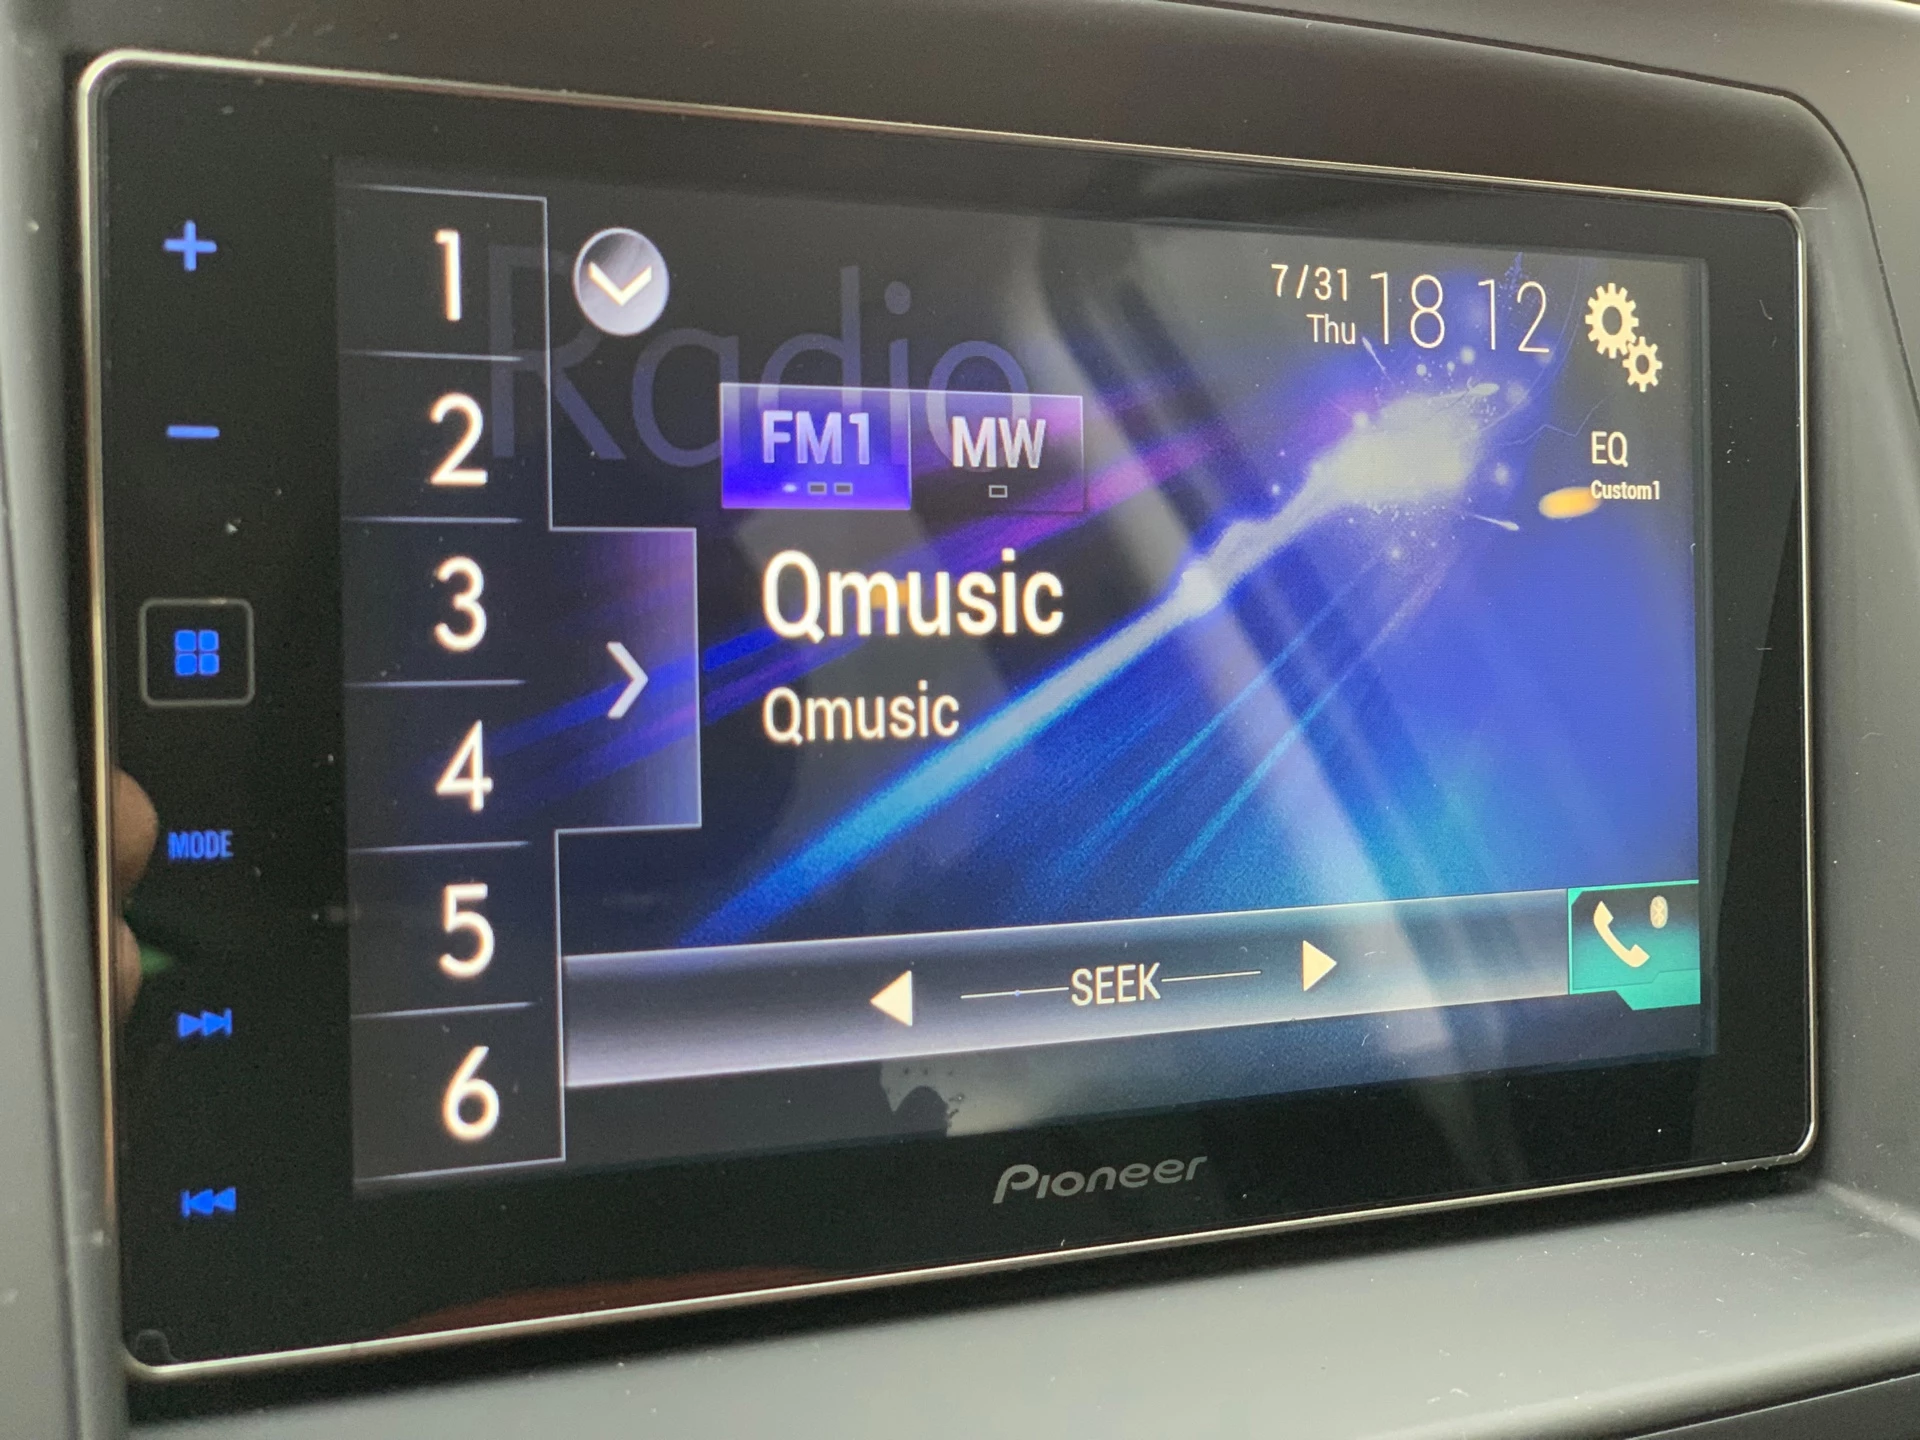 Radio
7/31
Thu
18 12
1
2
3
4
5
6
FM1
MW
EQ
Custom1
Qmusic
Qmusic
MODE
SEEK
Pioneer